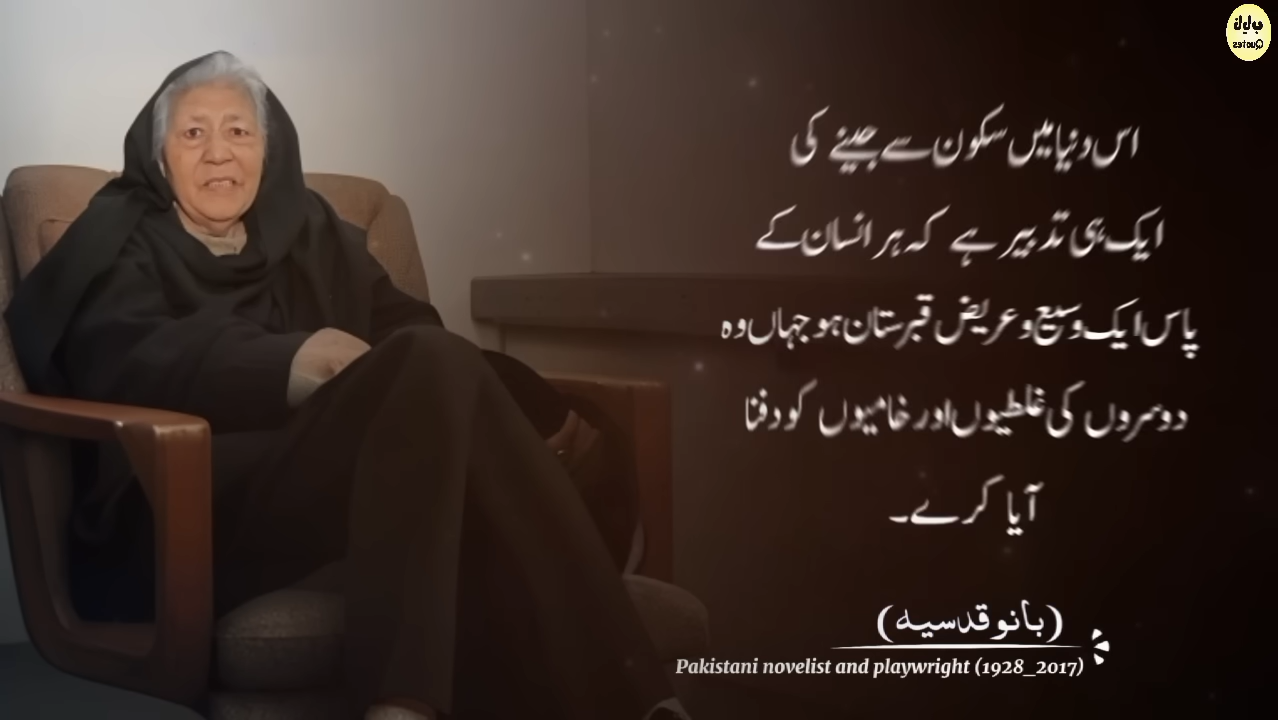 اس دنیا میں سکون سے جینے کی
ایک ہی تدبیر ہے کہ ہر انسان کے
پاس ایک وسیع و عریض قبرستان ہو جہاں وہ
دوسروں کی غلطیوں اور خامیوں کو دفنا
آیا کرے۔
(بانو قدسیہ)
Pakistani novelist and playwright (1928_2017)
Quotes